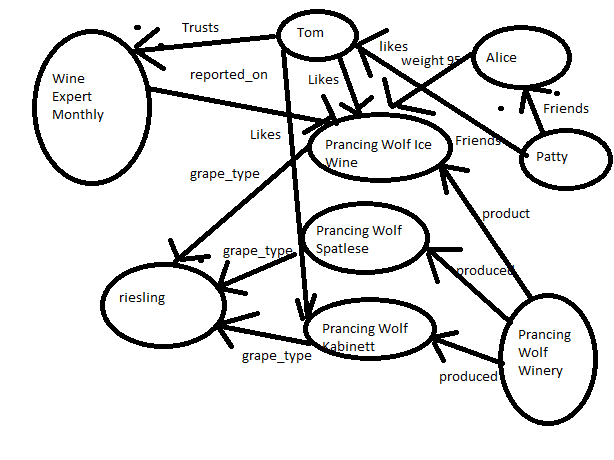 Trusts
Tom
likes
weight 95
Alice
Wine
Expert
Monthly
reported_on
Likes
Friends
Likes
Prancing Wolf Ice
Wine
Friends
Patty
grape_type
product
Prancing Wolf
Spatlese
grape_type
produced
riesling
Prancing Wolf
Kabinett
Prancing
Wolf
Winery
grape_type
produced